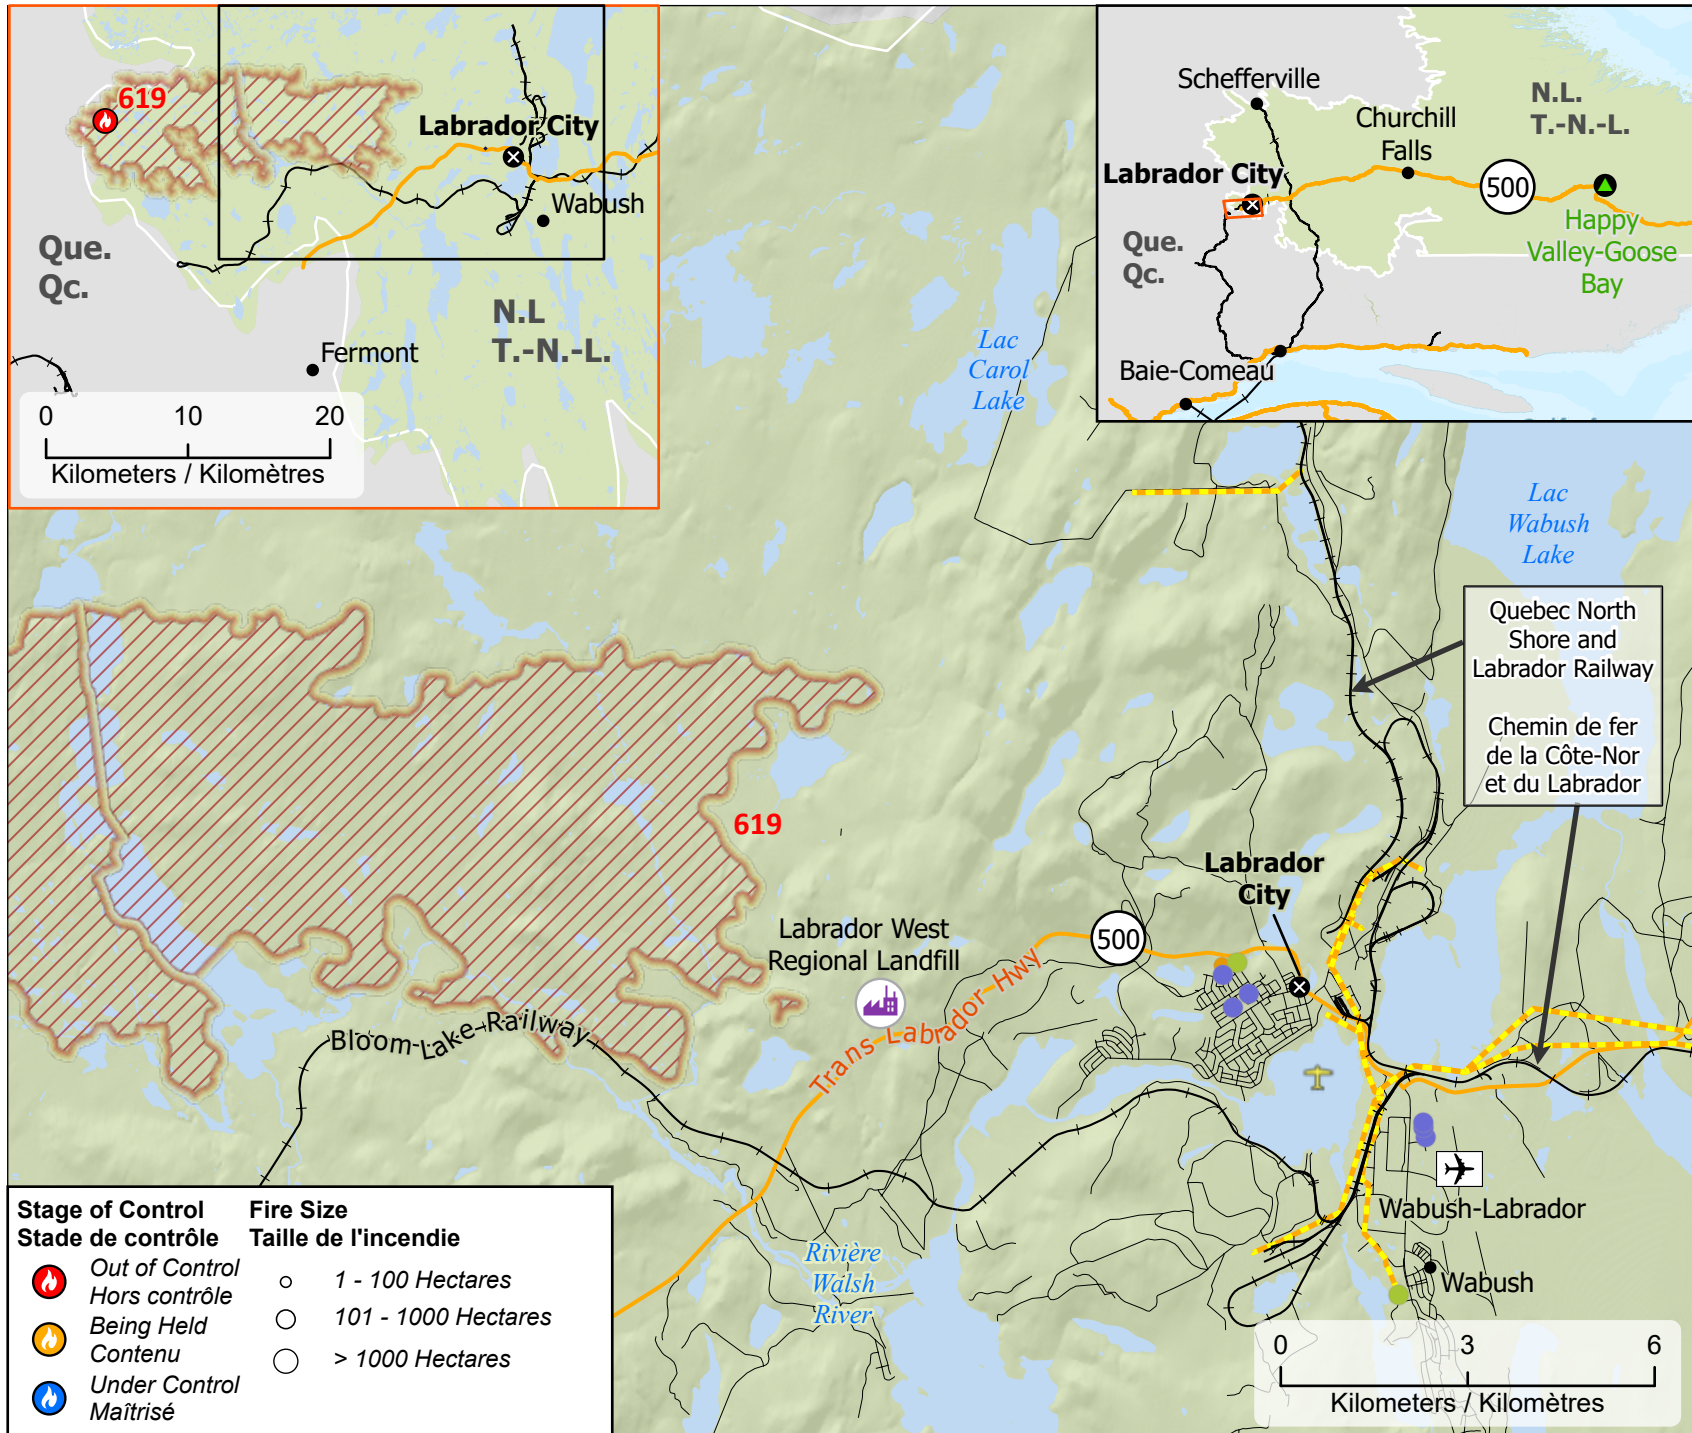 619
Labrador City
Wabush
Que.
Qc.
N.L
T.-N.-L.
Fermont
0 10 20
Kilometers / Kilomètres
Schefferville
N.L.
T.-N.-L.
Churchill
Falls
Labrador City
500
Happy
Valley-Goose
Bay
Que.
Qc.
Baie-Comeau
Lac
Carol
Lake
Lac
Wabush
Lake
Quebec North
Shore and
Labrador Railway
Chemin de fer
de la Côte-Nor
et du Labrador
619
Labrador
City
500
Labrador West
Regional Landfill
Trans Labrador Hwy
Bloom Lake Railway
Wabush-Labrador
Wabush
Rivière
Walsh
River
0 3 6
Kilometers / Kilomètres
Stage of Control
Stade de contrôle
Out of Control
Hors contrôle
Being Held
Contenu
Under Control
Maîtrisé
Fire Size
Taille de l'incendie
1 - 100 Hectares
101 - 1000 Hectares
> 1000 Hectares